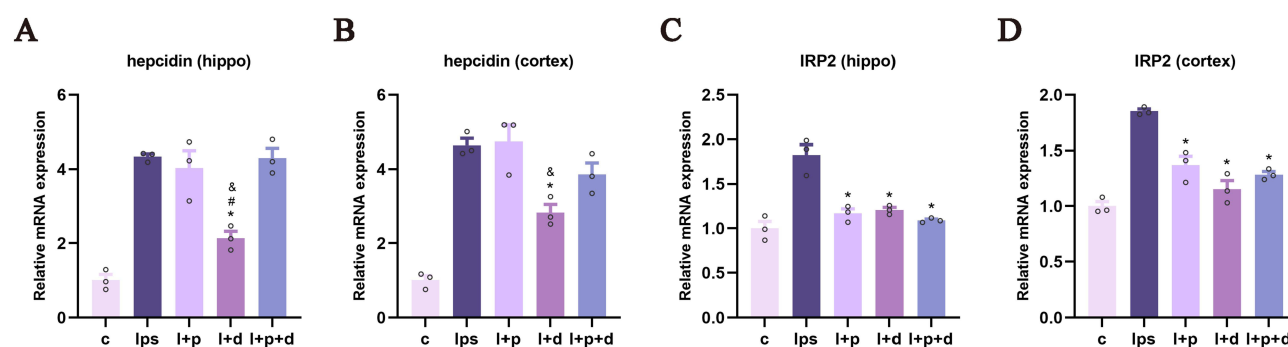 A
hepcidin (hippo)
Relative mRNA expression
6
4
2
0
&
#
*
c lps l+p l+d l+p+d
B
hepcidin (cortex)
Relative mRNA expression
6
4
2
0
&
*
c lps l+p l+d l+p+d
C
IRP2 (hippo)
Relative mRNA expression
2.5
2.0
1.5
1.0
0.5
0.0
* * *
c lps l+p l+d l+p+d
D
IRP2 (cortex)
Relative mRNA expression
2.0
1.5
1.0
0.5
0.0
* * *
c lps l+p l+d l+p+d